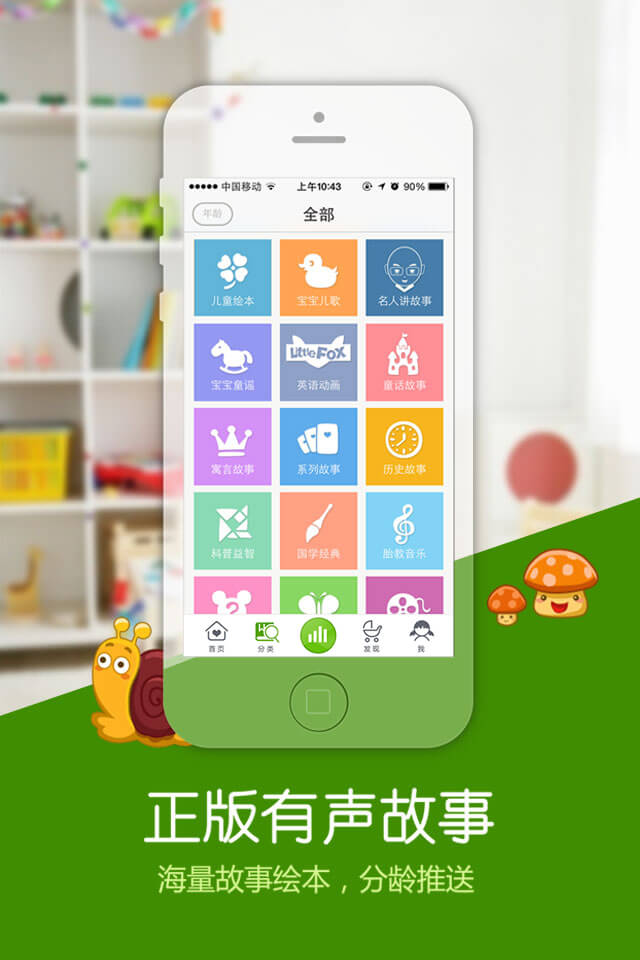 中国移动 上午10:43 90%
年龄 全部
儿童绘本 宝宝儿歌 名人讲故事
LittleFox
宝宝童谣 英语动画 童话故事
寓言故事 系列故事 历史故事
科普益智 国学经典 胎教音乐
首页 分类 发现 我
正版有声故事
海量故事绘本，分龄推送